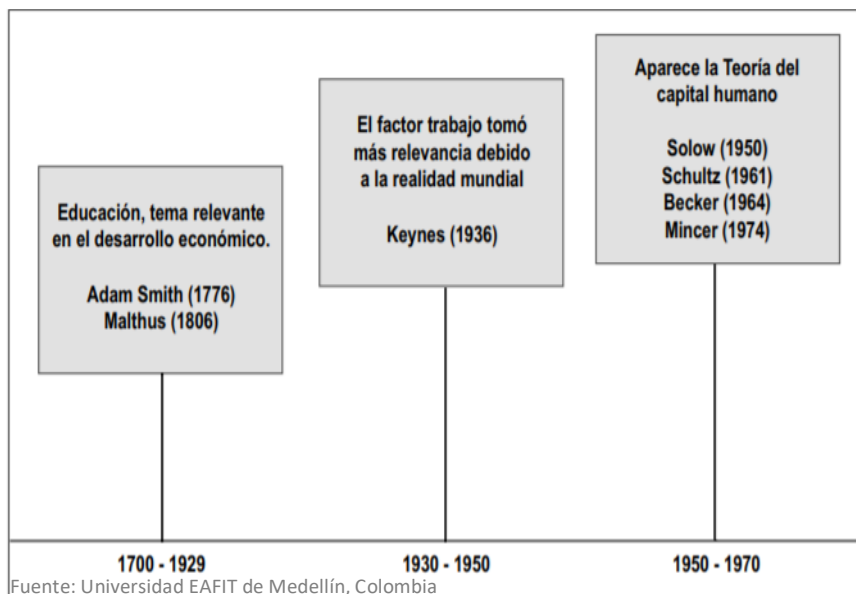 Educación, tema relevante
en el desarrollo económico.
Adam Smith (1776)
Malthus (1806)
El factor trabajo tomó
más relevancia debido
a la realidad mundial
Keynes (1936)
Aparece la Teoría del
capital humano
Solow (1950)
Schultz (1961)
Becker (1964)
Mincer (1974)
1700 - 1929
1930 - 1950
1950 - 1970
Fuente: Universidad EAFIT de Medellín, Colombia